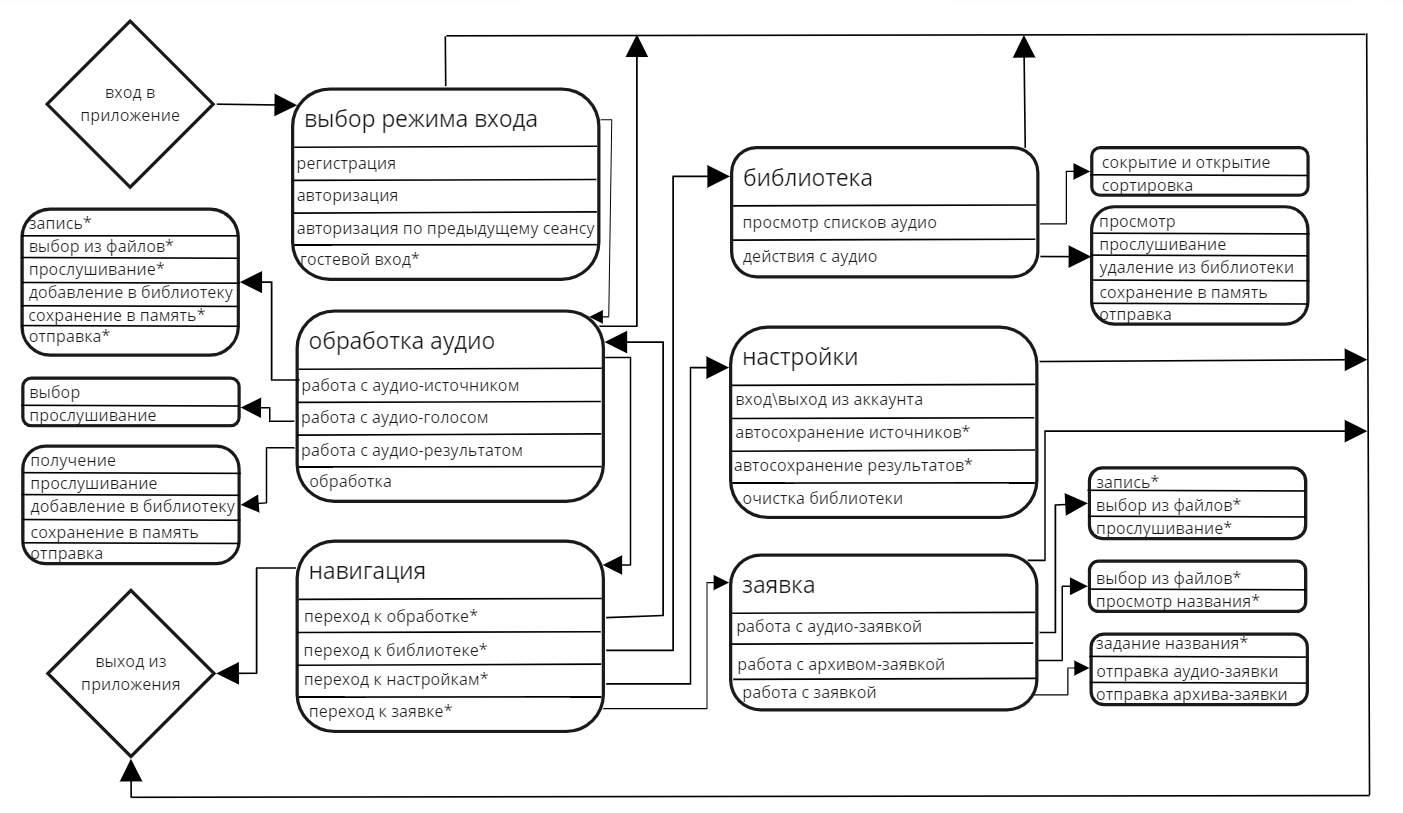 вход в
приложение
выбор режима входа
регистрация
авторизация
авторизация по предыдущему сеансу
гостевой вход*
запись*
выбор из файлов*
прослушивание*
добавление в библиотеку
сохранение в память*
отправка*
обработка аудио
работа с аудио-источником
работа с аудио-голосом
работа с аудио-результатом
обработка
выбор
прослушивание
получение
прослушивание
добавление в библиотеку
сохранение в память
отправка
навигация
переход к обработке*
переход к библиотеке*
переход к настройкам*
переход к заявке*
выход из
приложения
библиотека
просмотр списков аудио
действия с аудио
сокрытие и открытие
сортировка
просмотр
прослушивание
удаление из библиотеки
сохранение в память
отправка
настройки
вход\выход из аккаунта
автосохранение источников*
автосохранение результатов*
очистка библиотеки
заявка
работа с аудио-заявкой
работа с архивом-заявкой
работа с заявкой
запись*
выбор из файлов*
прослушивание*
выбор из файлов*
просмотр названия*
задание названия*
отправка аудио-заявки
отправка архива-заявки